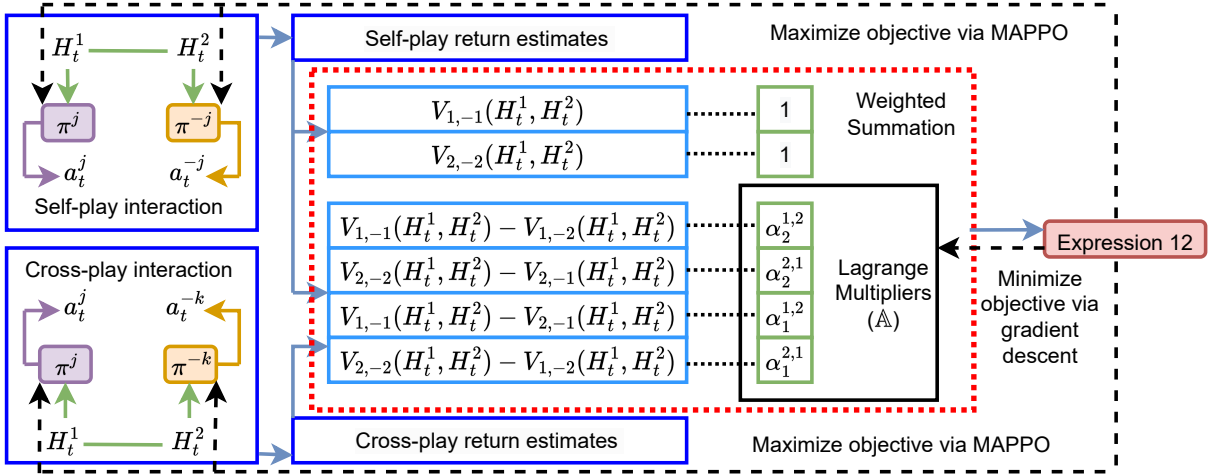 H_t^1 H_t^2
π^j π^{-j}
a_t^j a_t^{-j}
Self-play interaction
Cross-play interaction
a_t^j a_t^{-k}
π^j π^{-k}
H_t^1 H_t^2
Self-play return estimates
Maximize objective via MAPPO
V_{1,-1}(H_t^1, H_t^2) 1
V_{2,-2}(H_t^1, H_t^2) 1
Weighted
Summation
V_{1,-1}(H_t^1, H_t^2) − V_{1,-2}(H_t^1, H_t^2) α_2^{1,2}
V_{2,-2}(H_t^1, H_t^2) − V_{2,-1}(H_t^1, H_t^2) α_2^{2,1}
V_{1,-1}(H_t^1, H_t^2) − V_{2,-1}(H_t^1, H_t^2) α_1^{1,2}
V_{2,-2}(H_t^1, H_t^2) − V_{1,-2}(H_t^1, H_t^2) α_1^{2,1}
Lagrange
Multipliers
(𝔸)
Expression 12
Minimize
objective via
gradient
descent
Cross-play return estimates
Maximize objective via MAPPO